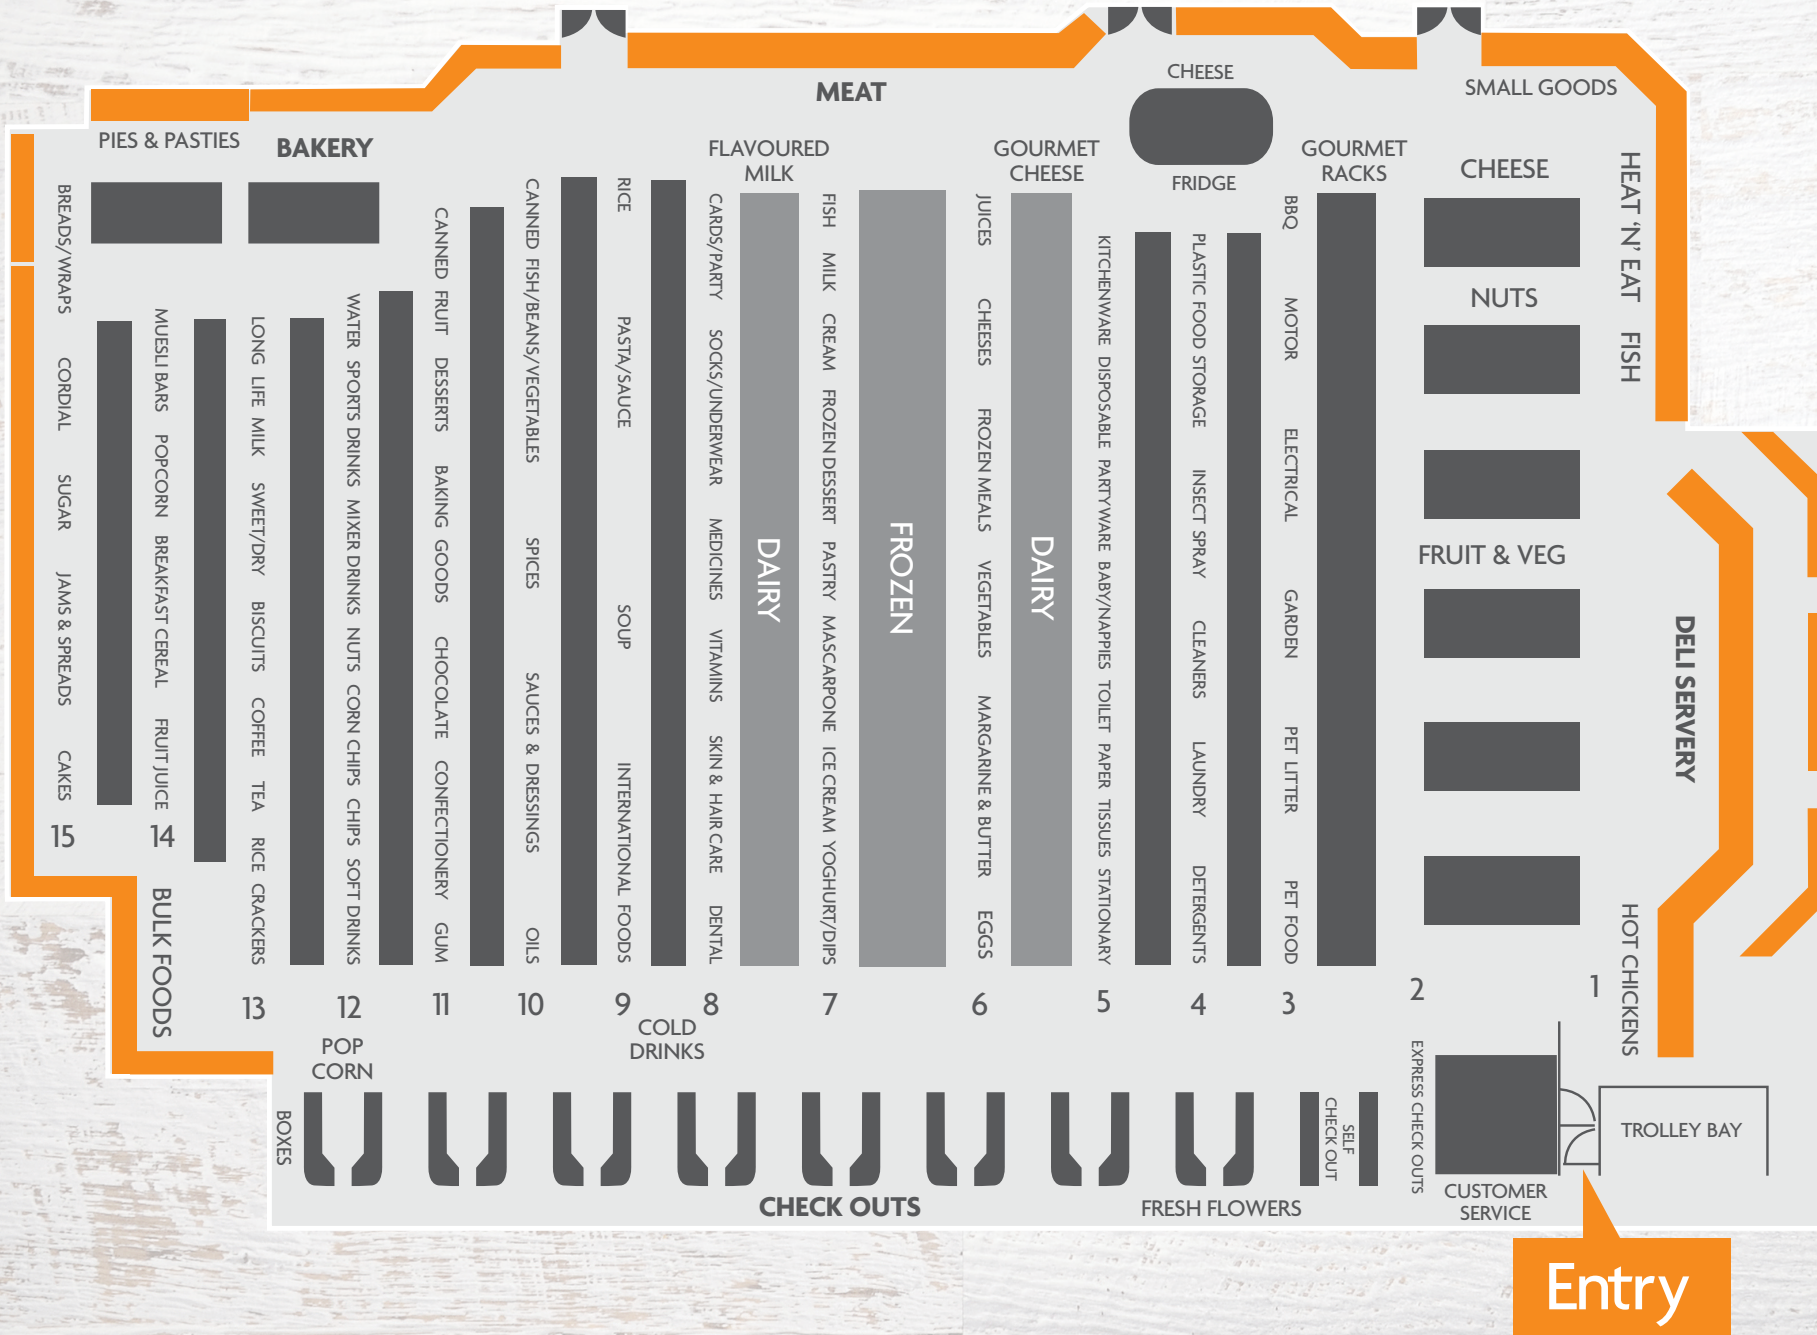 MEAT
CHEESE
FRIDGE
SMALL GOODS
PIES & PASTIES
BAKERY
FLAVOURED
MILK
GOURMET
CHEESE
GOURMET
RACKS
CHEESE
NUTS
FRUIT & VEG
HEAT 'N' EAT FISH
DELI SERVERY
HOT CHICKENS
BREADS/WRAPS CORDIAL SUGAR JAMS & SPREADS CAKES
15
MUESLI BARS POPCORN BREAKFAST CEREAL FRUIT JUICE
14
BULK FOODS
LONG LIFE MILK SWEET/DRY BISCUITS COFFEE TEA RICE CRACKERS
13
WATER SPORTS DRINKS MIXER DRINKS NUTS CORN CHIPS CHIPS SOFT DRINKS
12
CANNED FRUIT DESSERTS BAKING GOODS CHOCOLATE CONFECTIONERY GUM
11
CANNED FISH/BEANS/VEGETABLES SPICES SAUCES & DRESSINGS OILS
10
RICE PASTA/SAUCE SOUP INTERNATIONAL FOODS
9
CARDS/PARTY SOCKS/UNDERWEAR MEDICINES VITAMINS SKIN & HAIR CARE DENTAL
8
DAIRY
FISH MILK CREAM FROZEN DESSERT PASTRY MASCARPONE ICE CREAM YOGHURT/DIPS
7
FROZEN
JUICES CHEESES FROZEN MEALS VEGETABLES MARGARINE & BUTTER EGGS
6
DAIRY
KITCHENWARE DISPOSABLE PARTYWARE BABY/NAPPIES TOILET PAPER TISSUES STATIONARY
5
PLASTIC FOOD STORAGE INSECT SPRAY CLEANERS LAUNDRY DETERGENTS
4
BBQ MOTOR ELECTRICAL GARDEN PET LITTER PET FOOD
3
2
1
POP
CORN
COLD
DRINKS
BOXES
CHECK OUTS
FRESH FLOWERS
SELF
CHECK OUT
EXPRESS CHECK OUTS
CUSTOMER
SERVICE
TROLLEY BAY
Entry